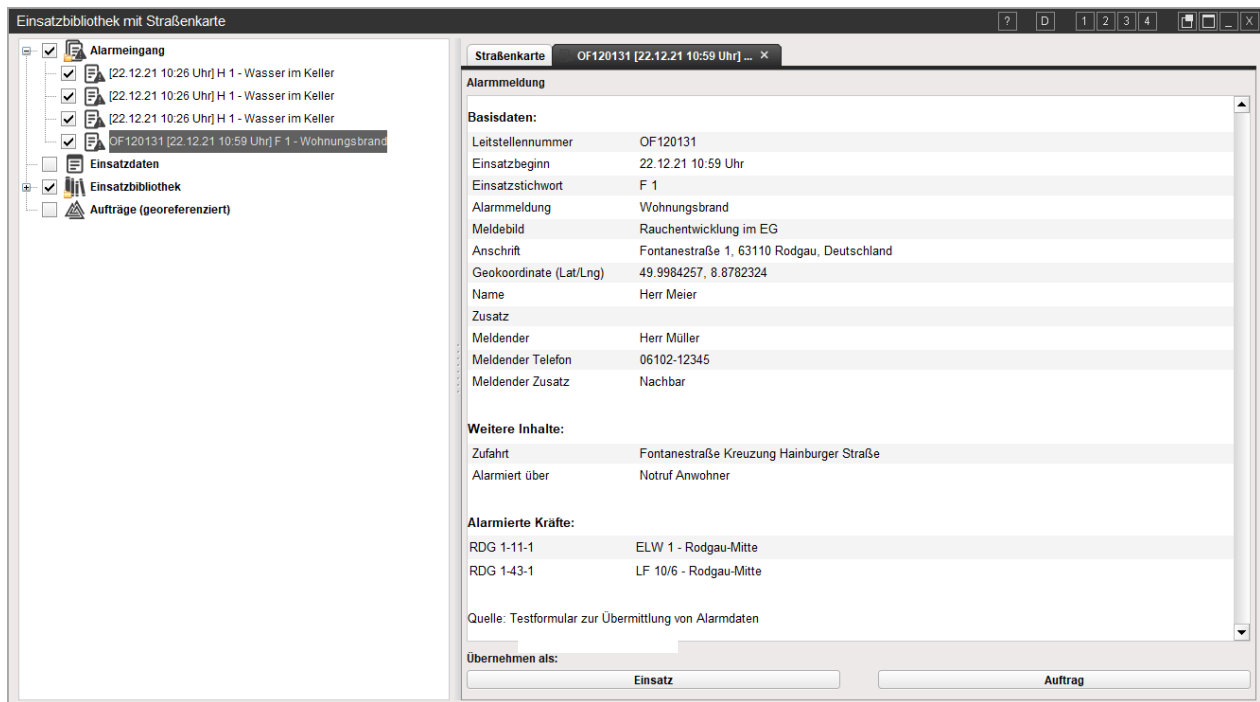 Einsatzbibliothek mit Straßenkarte
? D 1 2 3 4 _ X
Alarmeingang
[22.12.21 10:26 Uhr] H 1 - Wasser im Keller
[22.12.21 10:26 Uhr] H 1 - Wasser im Keller
[22.12.21 10:26 Uhr] H 1 - Wasser im Keller
OF120131 [22.12.21 10:59 Uhr] F 1 - Wohnungsbrand
Einsatzdaten
Einsatzbibliothek
Aufträge (georeferenziert)
Straßenkarte
OF120131 [22.12.21 10:59 Uhr] ... ×
Alarmmeldung
Basisdaten:
Leitstellennummer OF120131
Einsatzbeginn 22.12.21 10:59 Uhr
Einsatzstichwort F 1
Alarmmeldung Wohnungsbrand
Meldebild Rauchentwicklung im EG
Anschrift Fontanestraße 1, 63110 Rodgau, Deutschland
Geokoordinate (Lat/Lng) 49.9984257, 8.8782324
Name Herr Meier
Zusatz
Meldender Herr Müller
Meldender Telefon 06102-12345
Meldender Zusatz Nachbar
Weitere Inhalte:
Zufahrt Fontanestraße Kreuzung Hainburger Straße
Alarmiert über Notruf Anwohner
Alarmierte Kräfte:
RDG 1-11-1 ELW 1 - Rodgau-Mitte
RDG 1-43-1 LF 10/6 - Rodgau-Mitte
Quelle: Testformular zur Übermittlung von Alarmdaten
Übernehmen als:
Einsatz
Auftrag